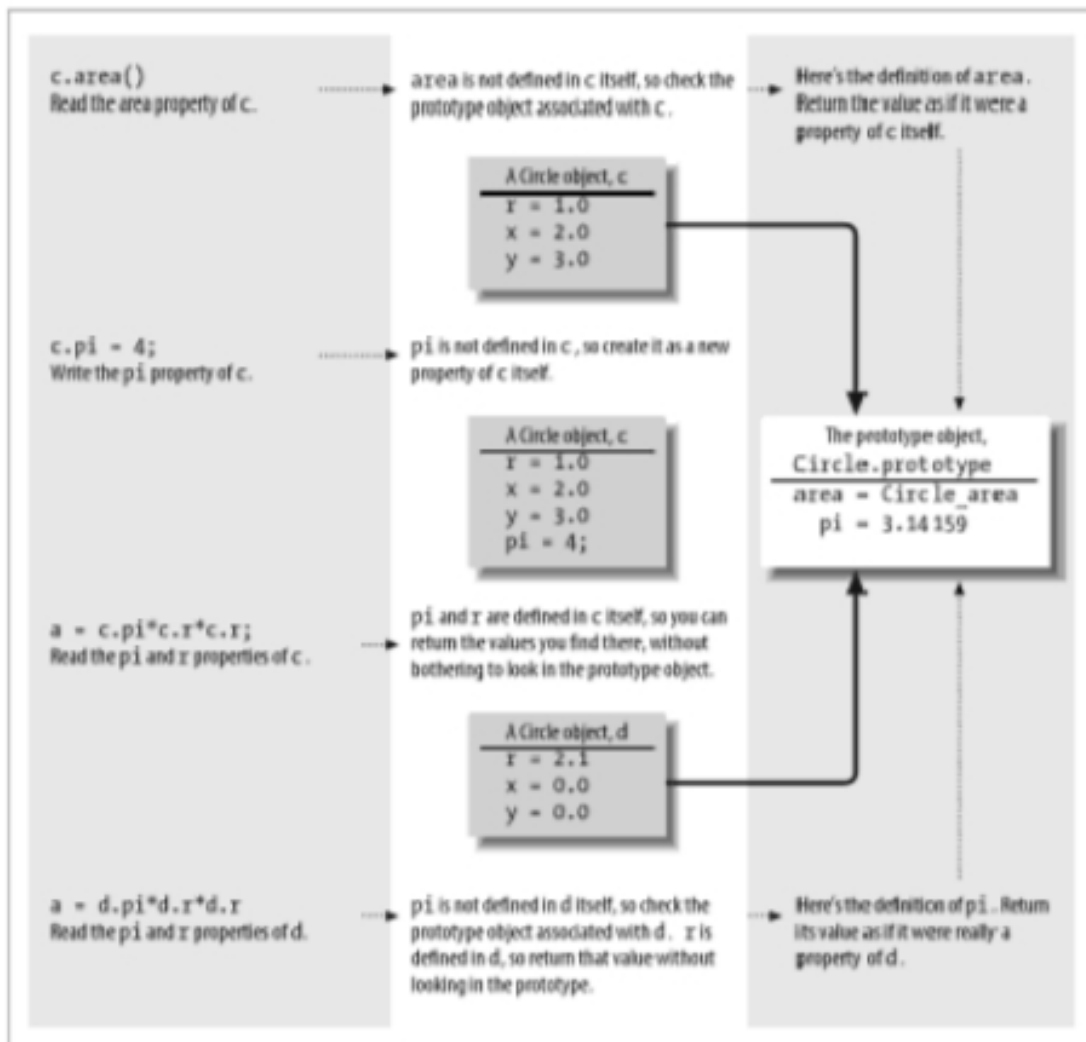 c.area()
Read the area property of c.
area is not defined in c itself, so check the
prototype object associated with c.
Here's the definition of area.
Return the value as if it were a
property of c itself.
A Circle object, c
r = 1.0
x = 2.0
y = 3.0
c.pi = 4;
Write the pi property of c.
pi is not defined in c, so create it as a new
property of c itself.
A Circle object, c
r = 1.0
x = 2.0
y = 3.0
pi = 4;
The prototype object,
Circle.prototype
area = Circle_area
pi = 3.14159
a = c.pi*c.r*c.r;
Read the pi and r properties of c.
pi and r are defined in c itself, so you can
return the values you find there, without
bothering to look in the prototype object.
A Circle object, d
r = 2.1
x = 0.0
y = 0.0
a = d.pi*d.r*d.r
Read the pi and r properties of d.
pi is not defined in d itself, so check the
prototype object associated with d. r is
defined in d, so return that value without
looking in the prototype.
Here's the definition of pi. Return
its value as if it were really a
property of d.